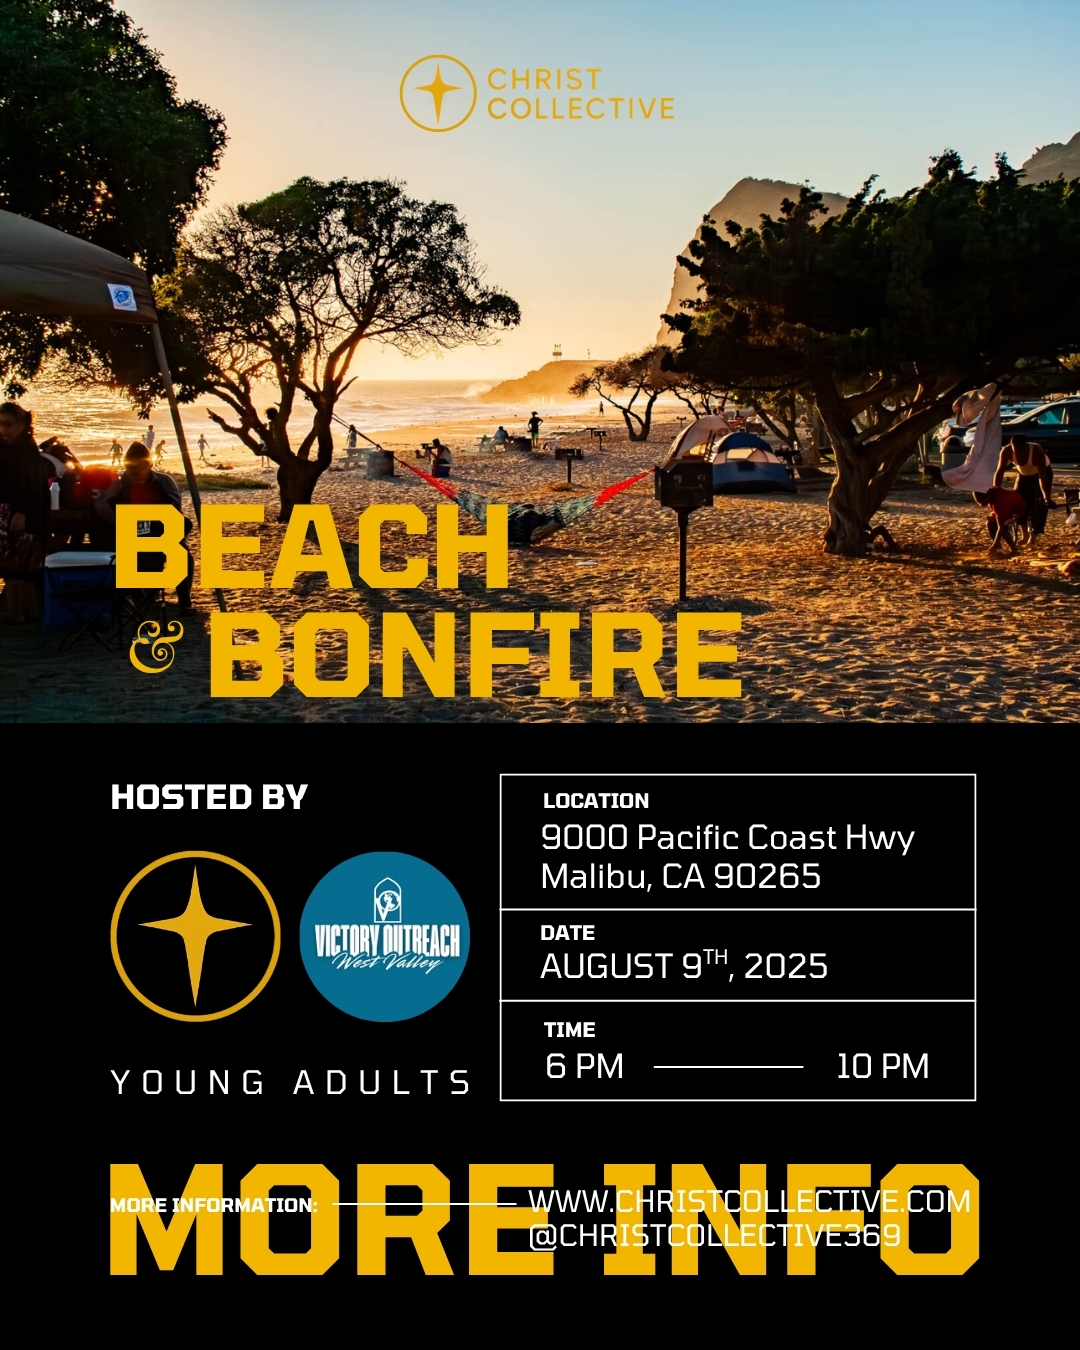 CHRIST
COLLECTIVE
BEACH
& BONFIRE
HOSTED BY
VICTORY OUTREACH
West Valley
YOUNG ADULTS
LOCATION
9000 Pacific Coast Hwy
Malibu, CA 90265
DATE
AUGUST 9TH, 2025
TIME
6 PM 10 PM
MORE INFO
MORE INFORMATION: WWW.CHRISTCOLLECTIVE.COM
@CHRISTCOLLECTIVE369